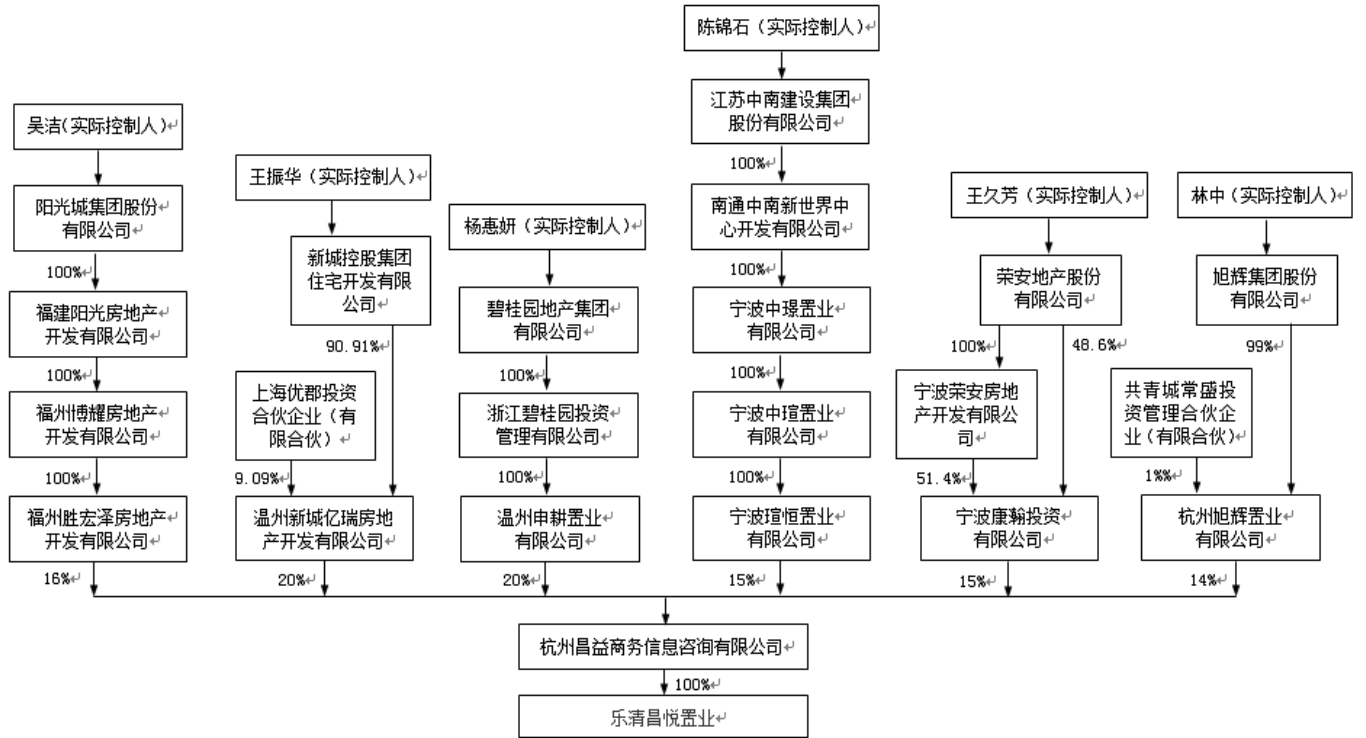 陈锦石（实际控制人）
江苏中南建设集团
股份有限公司
100%
南通中南新世界中
心开发有限公司
100%
宁波中璟置业
有限公司
100%
宁波中瑄置业
有限公司
100%
宁波瑄恒置业
有限公司
15%
吴洁(实际控制人)
阳光城集团股份
有限公司
100%
福建阳光房地产
开发有限公司
100%
福州博耀房地产
开发有限公司
100%
福州胜宏泽房地产
开发有限公司
16%
王振华（实际控制人）
新城控股集团
住宅开发有限
公司
90.91%
上海优郡投资
合伙企业（有
限合伙）
9.09%
温州新城亿瑞房地
产开发有限公司
20%
杨惠妍（实际控制人）
碧桂园地产集团
有限公司
100%
浙江碧桂园投资
管理有限公司
100%
温州申耕置业
有限公司
20%
王久芳（实际控制人）
荣安地产股份
有限公司
100%
48.6%
宁波荣安房地
产开发有限公
司
51.4%
宁波康瀚投资
有限公司
15%
林中（实际控制人）
旭辉集团股份
有限公司
99%
共青城常盛投
资管理合伙企
业（有限合伙）
1%%
杭州旭辉置业
有限公司
14%
杭州昌益商务信息咨询有限公司
100%
乐清昌悦置业